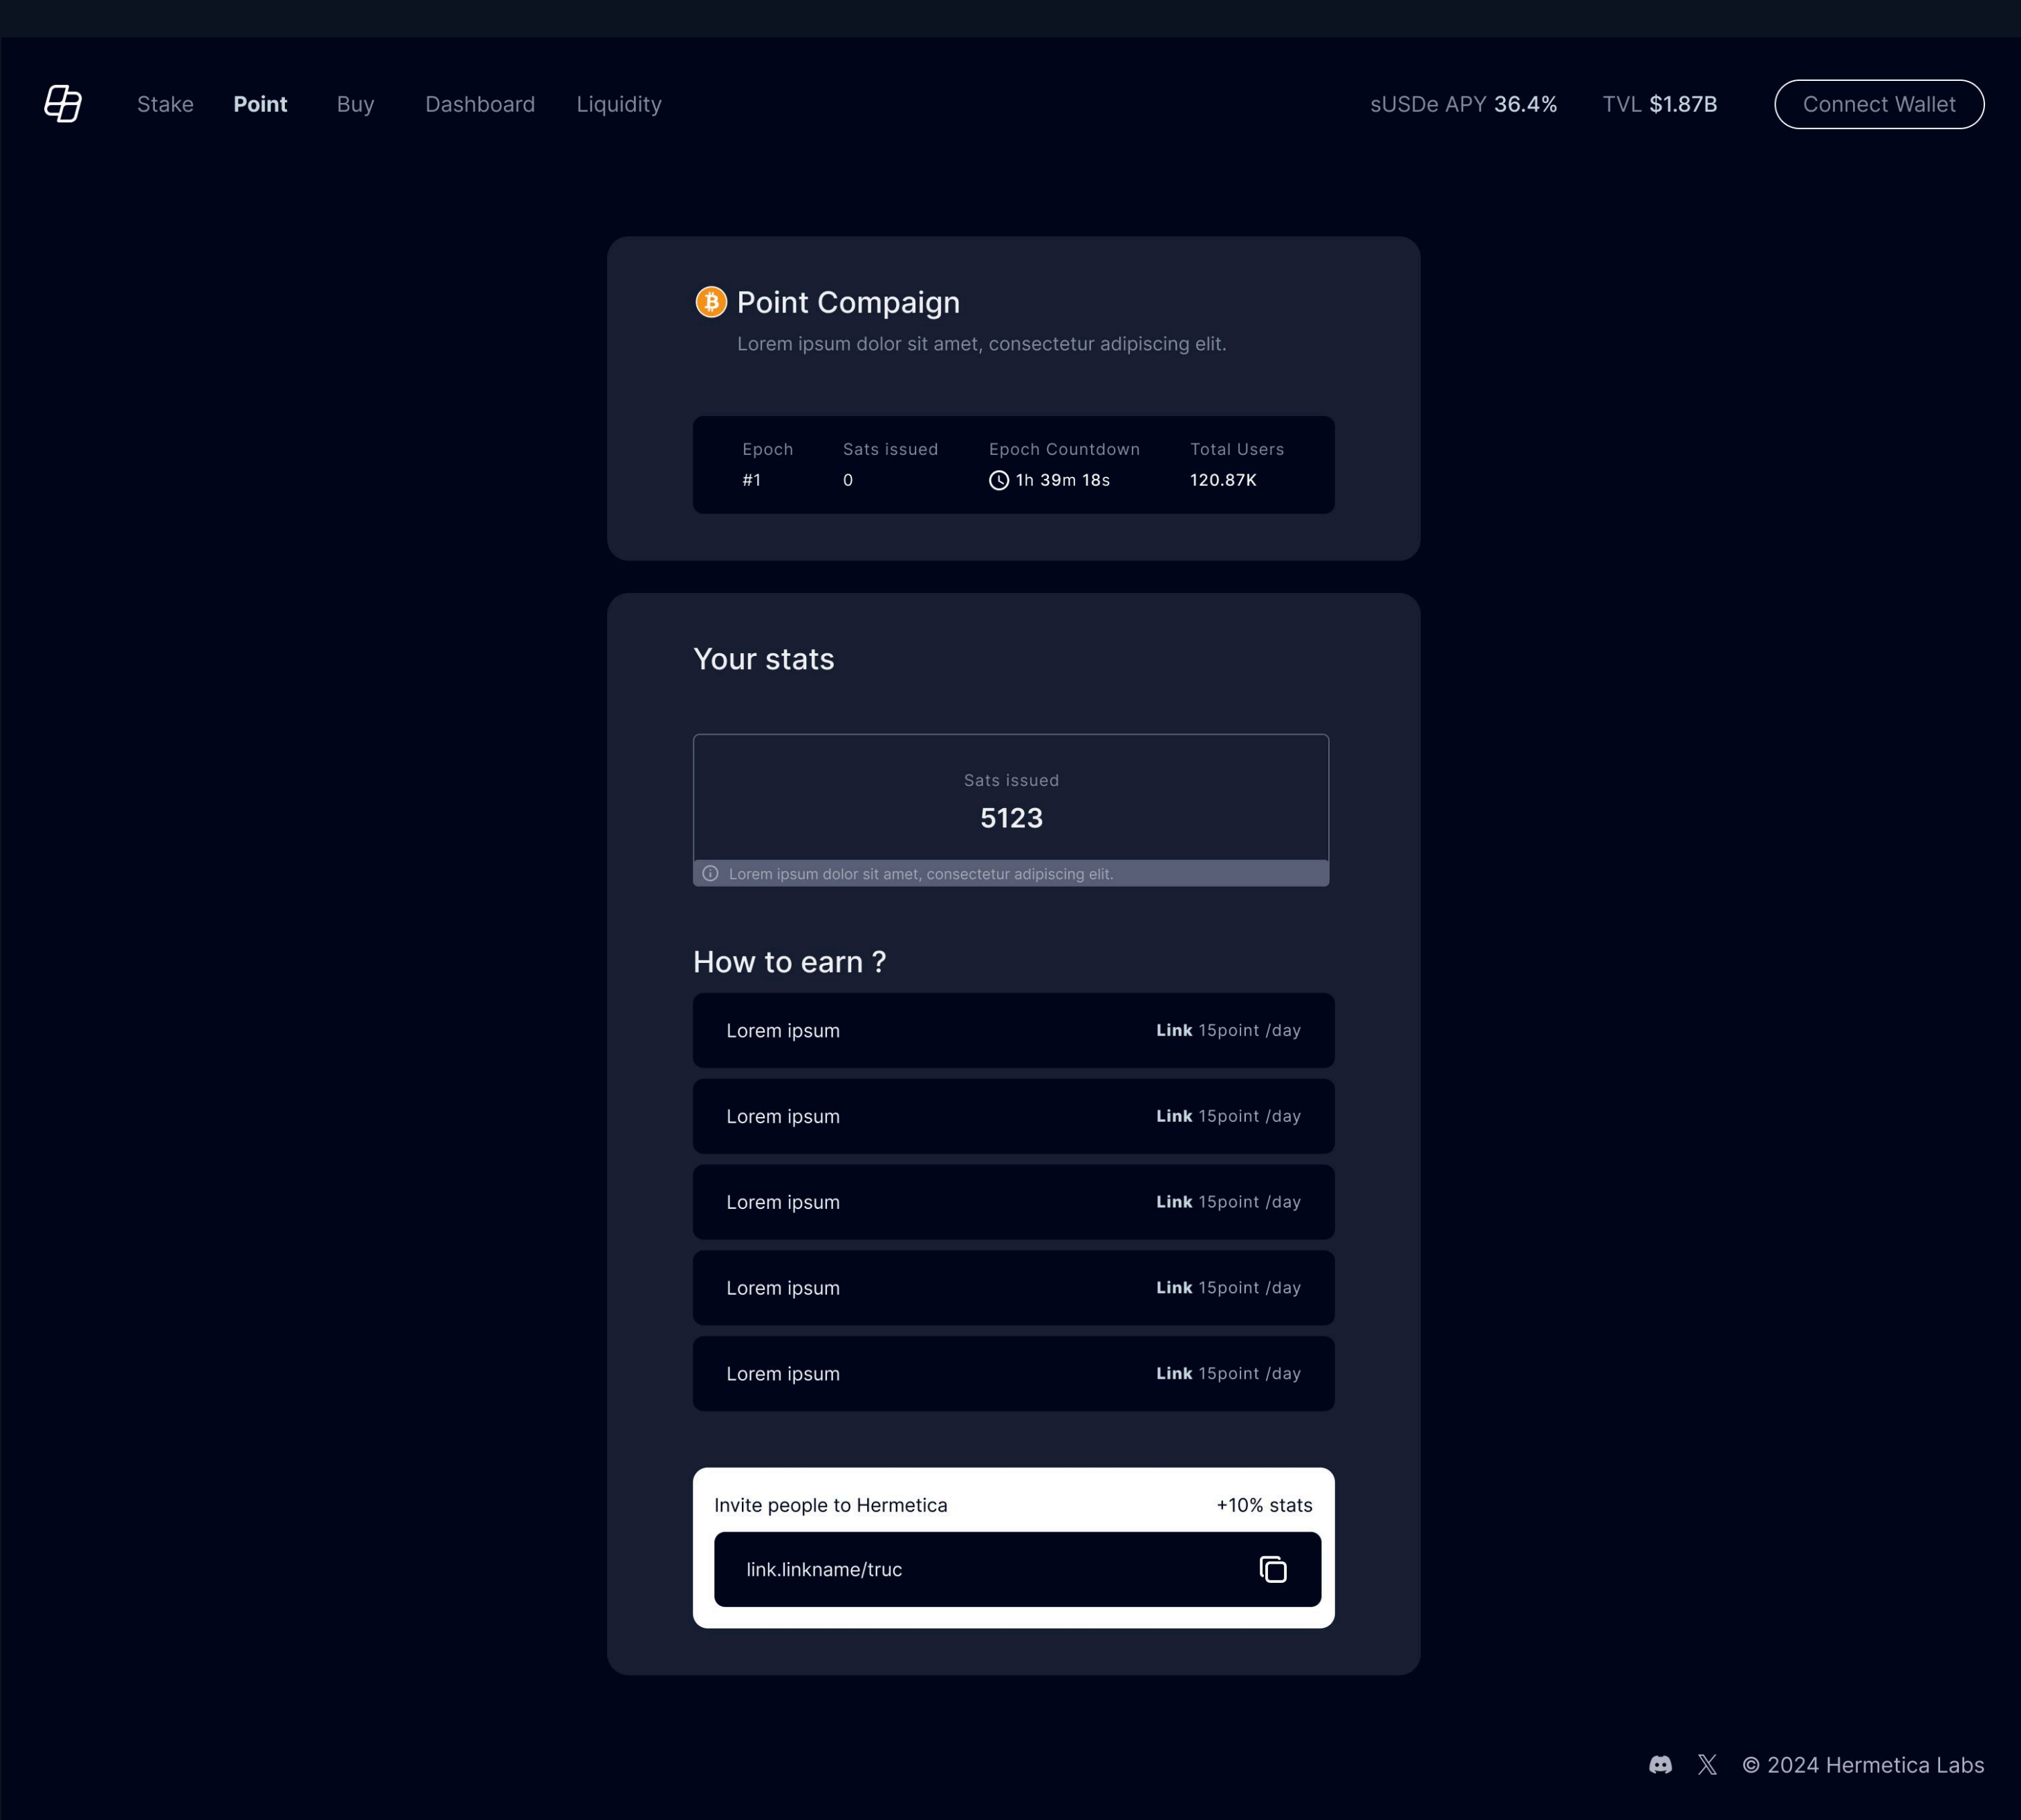 Stake Point Buy Dashboard Liquidity sUSDe APY 36.4% TVL $1.87B Connect Wallet
Point Compaign
Lorem ipsum dolor sit amet, consectetur adipiscing elit.
Epoch Sats issued Epoch Countdown Total Users
#1 0 1h 39m 18s 120.87K
Your stats
Sats issued
5123
Lorem ipsum dolor sit amet, consectetur adipiscing elit.
How to earn ?
Lorem ipsum Link 15point /day
Lorem ipsum Link 15point /day
Lorem ipsum Link 15point /day
Lorem ipsum Link 15point /day
Lorem ipsum Link 15point /day
Invite people to Hermetica +10% stats
link.linkname/truc
© 2024 Hermetica Labs